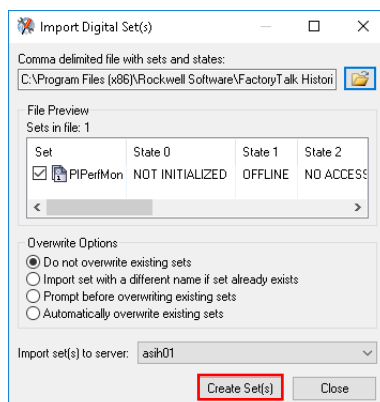 Import Digital Set(s)
Comma delimited file with sets and states:
C:\Program Files (x86)\Rockwell Software\FactoryTalk Histori
File Preview
Sets in file: 1
Set State 0 State 1 State 2
PIPerfMon NOT INITIALIZED OFFLINE NO ACCESS
Overwrite Options
Do not overwrite existing sets
Import set with a different name if set already exists
Prompt before overwriting existing sets
Automatically overwrite existing sets
Import set(s) to server: asih01
Create Set(s) Close